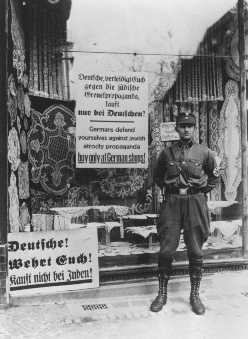 Deutsche, verteidigt Euch
gegen die jüdische
Greuelpropaganda,
kauft
nur bei Deutschen!
Germans defend
yourselves against jewish
atrocity propaganda
buy only at German shops!
Deutsche!
Wehrt Euch!
Kauft nicht bei Juden!